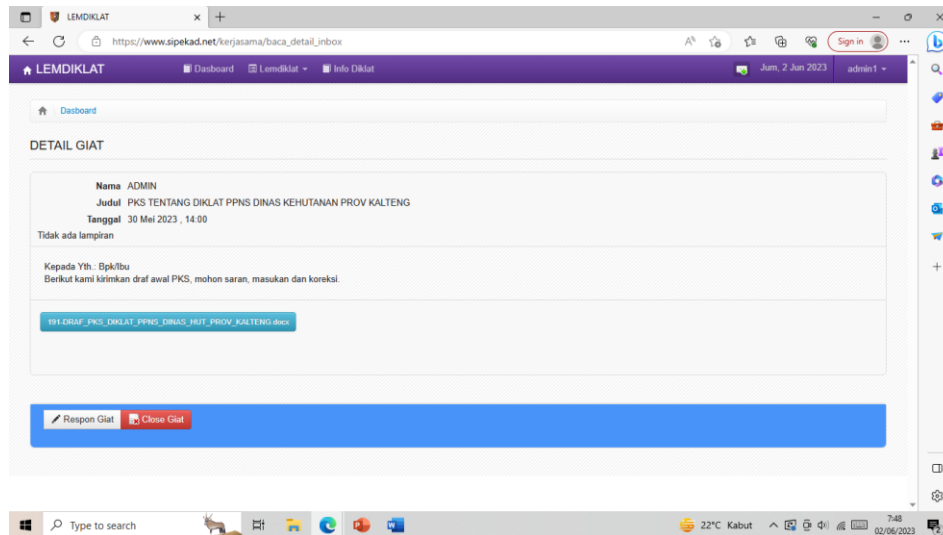 LEMDIKLAT
https://www.sipekad.net/kerjasama/baca_detail_inbox
Sign in
LEMDIKLAT Dasboard Lemdiklat Info Diklat Jum, 2 Jun 2023 admin1
Dasboard
DETAIL GIAT
Nama ADMIN
Judul PKS TENTANG DIKLAT PPNS DINAS KEHUTANAN PROV KALTENG
Tanggal 30 Mei 2023 , 14:00
Tidak ada lampiran
Kepada Yth.: Bpk/Ibu
Berikut kami kirimkan draf awal PKS, mohon saran, masukan dan koreksi.
191-DRAF_PKS_DIKLAT_PPNS_DINAS_HUT_PROV_KALTENG.docx
Respon Giat Close Giat
Type to search 22°C Kabut 7:48
02/06/2023